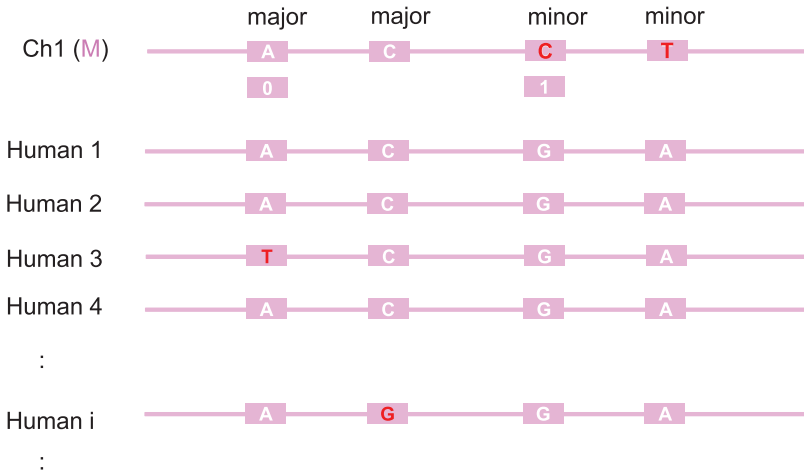 major major minor minor
Ch1 (M) A C C T
0 1
Human 1 A C G A
Human 2 A C G A
Human 3 T C G A
Human 4 A C G A
:
Human i A G G A
: